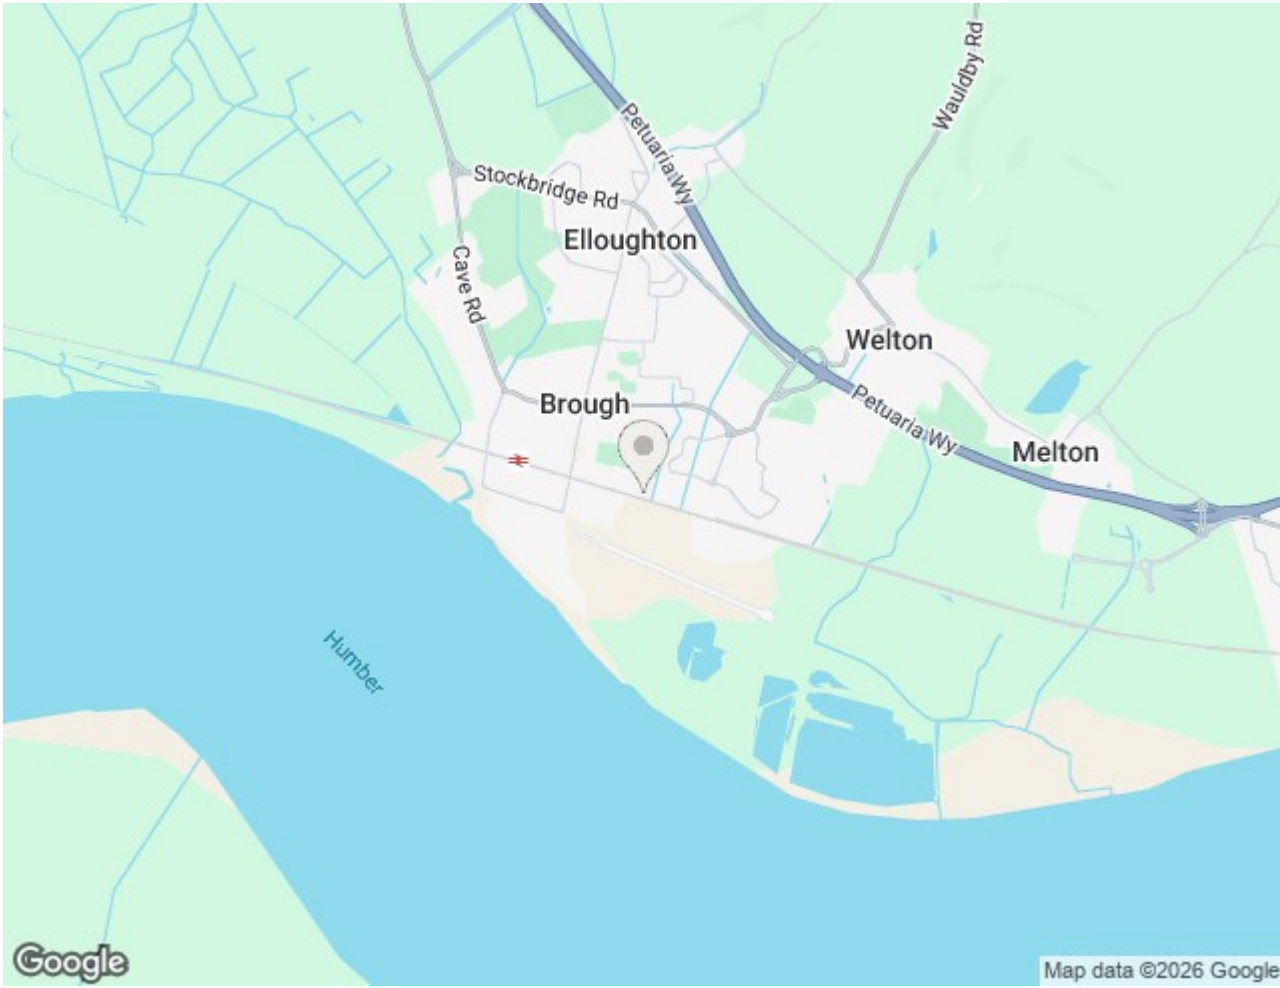 Wauldby Rd
Petuaria Wy
Stockbridge Rd
Elloughton
Cave Rd
Welton
Brough
Petuaria Wy
Melton
Humber
Google
Map data ©2026 Google